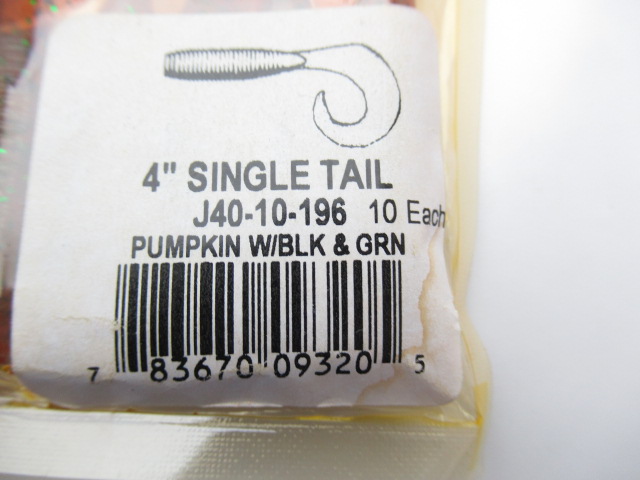 4" SINGLE TAIL
J40-10-196 10 Each
PUMPKIN W/BLK & GRN
7 83670 09320 5